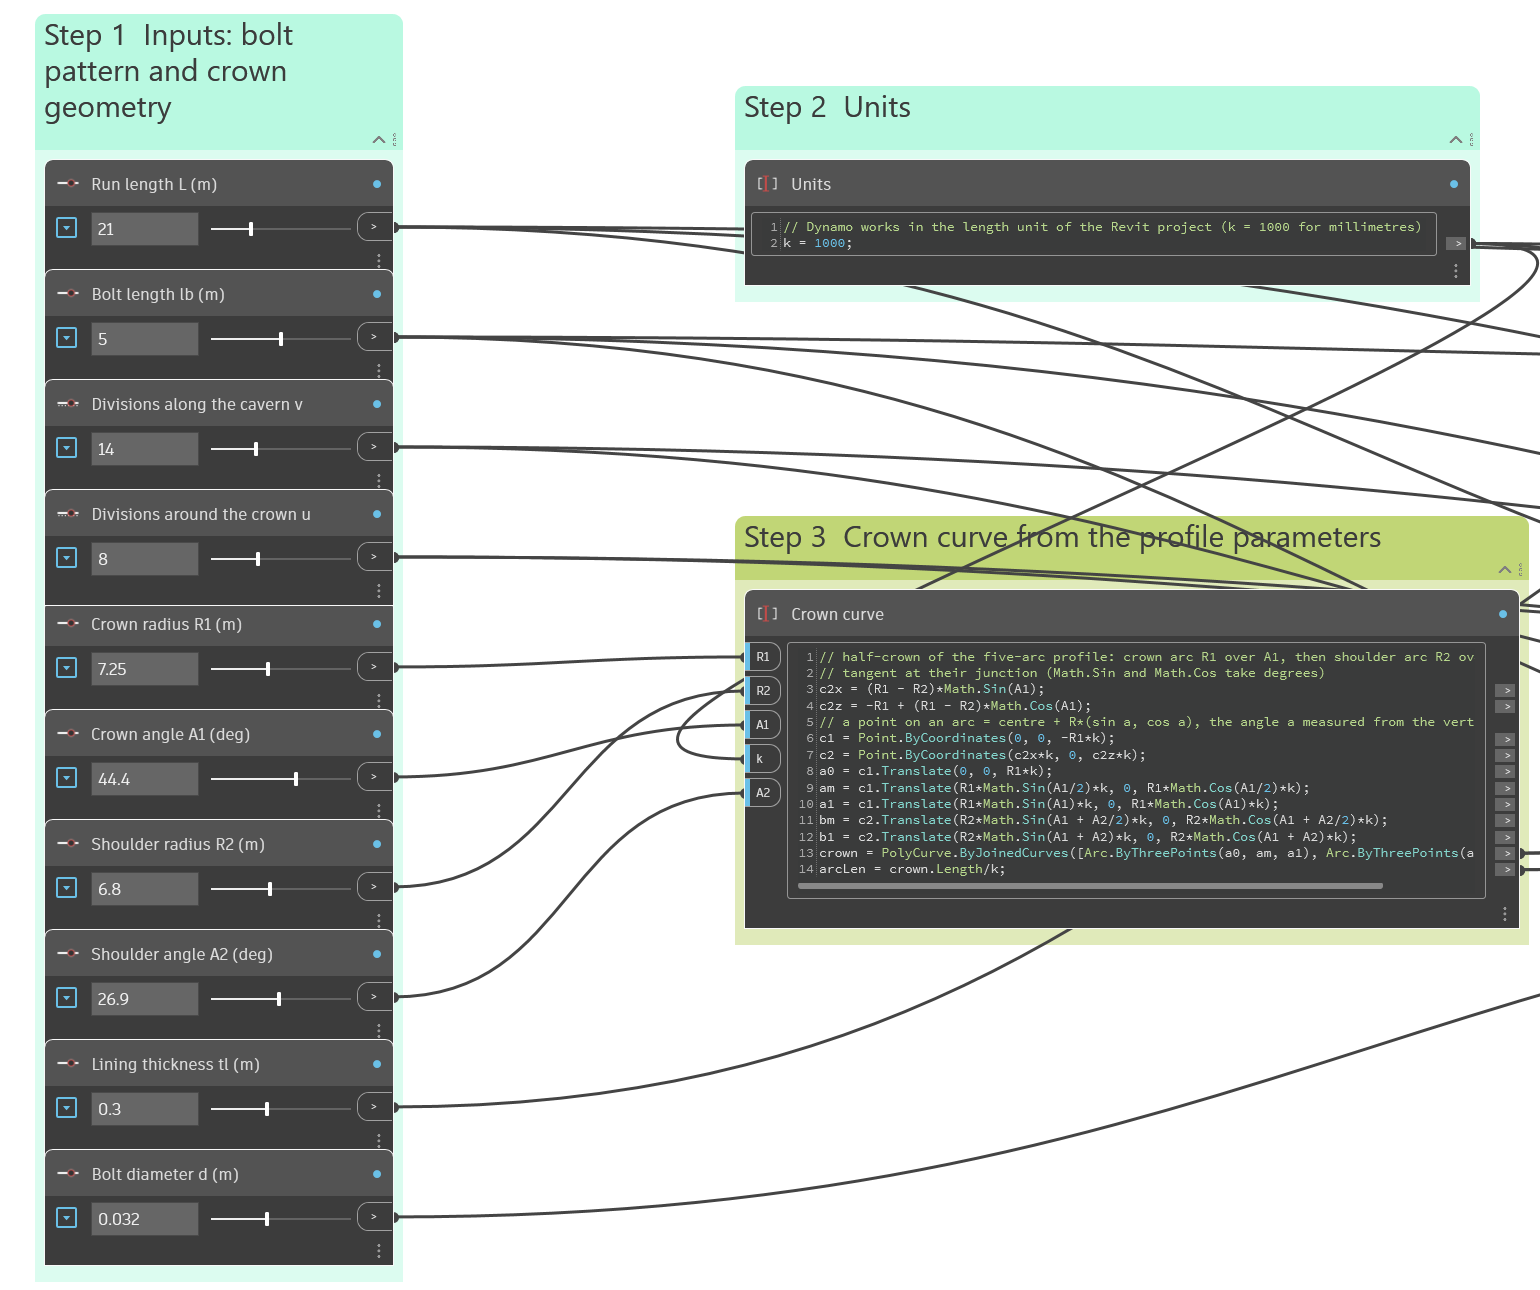 Step 1  Inputs: bolt
pattern and crown
geometry
Run length L (m)
21
>
Bolt length lb (m)
5
>
Divisions along the cavern v
14
>
Divisions around the crown u
8
>
Crown radius R1 (m)
7.25
>
Crown angle A1 (deg)
44.4
>
Shoulder radius R2 (m)
6.8
>
Shoulder angle A2 (deg)
26.9
>
Lining thickness tl (m)
0.3
>
Bolt diameter d (m)
0.032
>
Step 2  Units
Units
1 // Dynamo works in the length unit of the Revit project (k = 1000 for millimetres)
2 k = 1000;
>
Step 3  Crown curve from the profile parameters
Crown curve
R1
R2
A1
k
A2
1 // half-crown of the five-arc profile: crown arc R1 over A1, then shoulder arc R2 ov
2 // tangent at their junction (Math.Sin and Math.Cos take degrees)
3 c2x = (R1 - R2)*Math.Sin(A1);
4 c2z = -R1 + (R1 - R2)*Math.Cos(A1);
5 // a point on an arc = centre + R*(sin a, cos a), the angle a measured from the vert
6 c1 = Point.ByCoordinates(0, 0, -R1*k);
7 c2 = Point.ByCoordinates(c2x*k, 0, c2z*k);
8 a0 = c1.Translate(0, 0, R1*k);
9 am = c1.Translate(R1*Math.Sin(A1/2)*k, 0, R1*Math.Cos(A1/2)*k);
10 a1 = c1.Translate(R1*Math.Sin(A1)*k, 0, R1*Math.Cos(A1)*k);
11 bm = c2.Translate(R2*Math.Sin(A1 + A2/2)*k, 0, R2*Math.Cos(A1 + A2/2)*k);
12 b1 = c2.Translate(R2*Math.Sin(A1 + A2)*k, 0, R2*Math.Cos(A1 + A2)*k);
13 crown = PolyCurve.ByJoinedCurves([Arc.ByThreePoints(a0, am, a1), Arc.ByThreePoints(a
14 arcLen = crown.Length/k;